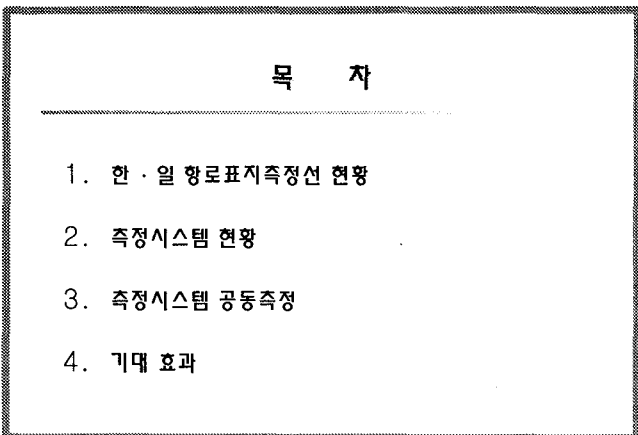 목 차
1. 한 · 일 항로표지측정선 현황
2. 측정시스템 현황
3. 측정시스템 공동측정
4. 기대 효과